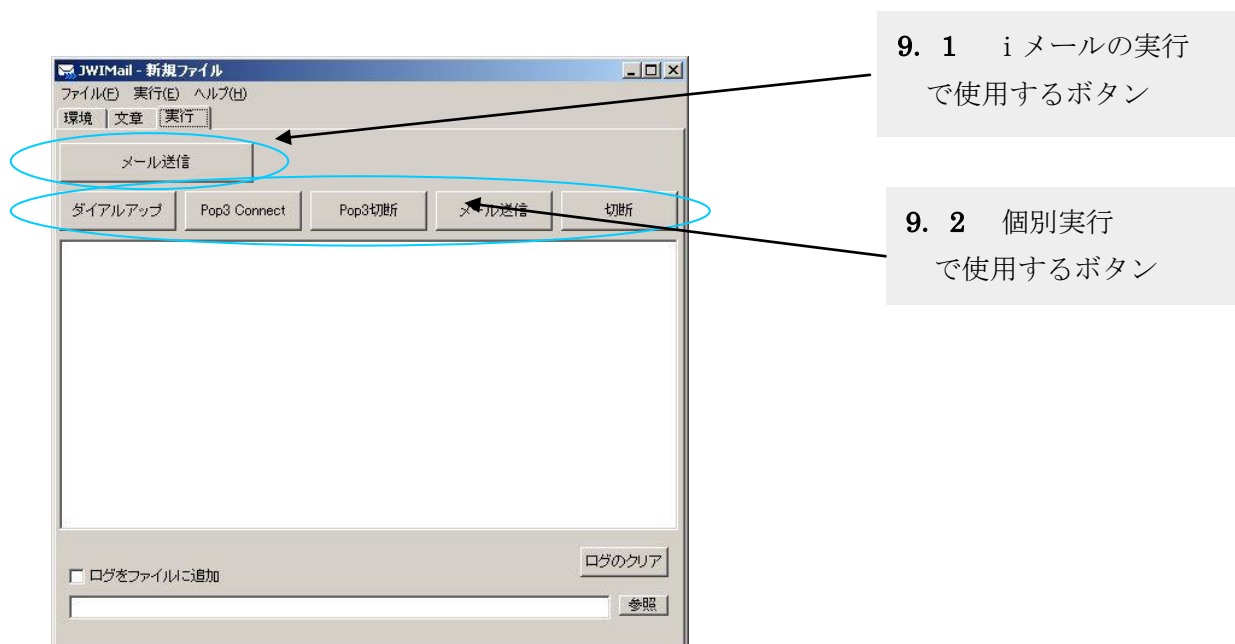 9. 1 iメールの実行
で使用するボタン
JWIMail - 新規ファイル
ファイル(F) 実行(E) ヘルプ(H)
環境 文章 実行
メール送信
ダイアルアップ Pop3 Connect Pop3切断 メール送信 切断
9. 2 個別実行
で使用するボタン
ログのクリア
ログをファイルに追加
参照